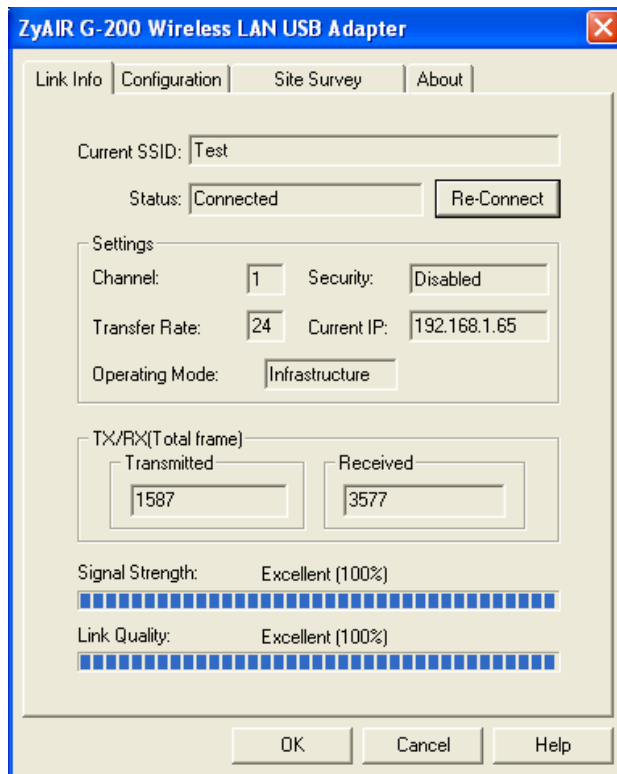 ZyAIR G-200 Wireless LAN USB Adapter
Link Info Configuration Site Survey About
Current SSID: Test
Status: Connected Re-Connect
Settings
Channel: 1 Security: Disabled
Transfer Rate: 24 Current IP: 192.168.1.65
Operating Mode: Infrastructure
TX/RX(Total frame)
Transmitted Received
1587 3577
Signal Strength: Excellent (100%)
Link Quality: Excellent (100%)
OK Cancel Help